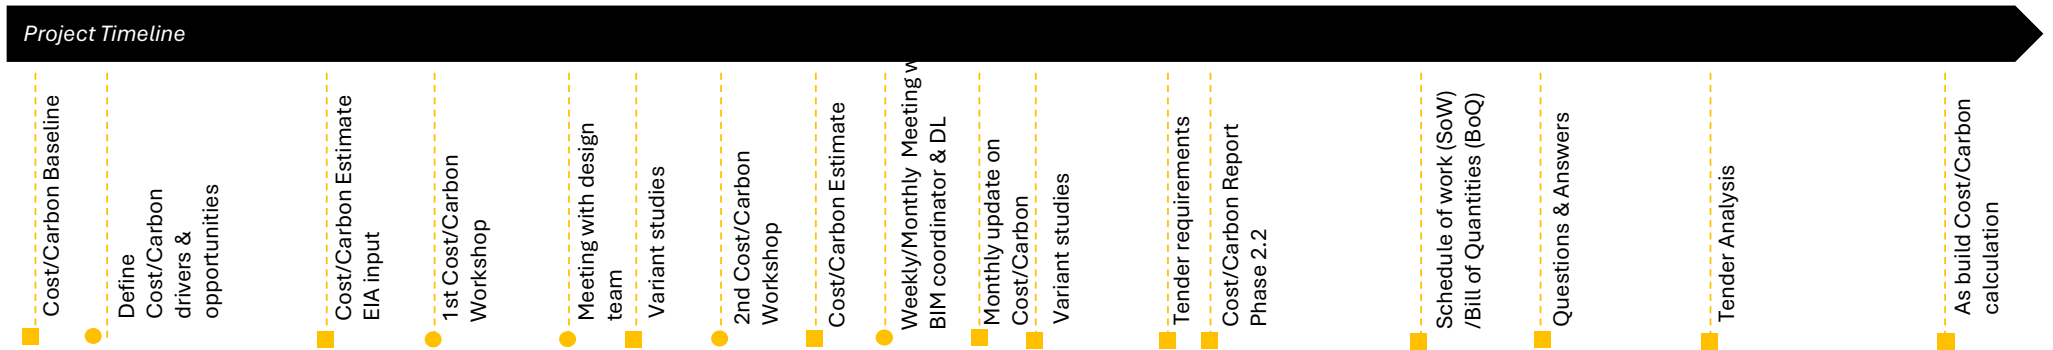 Project Timeline
Cost/Carbon Baseline
Define
Cost/Carbon
drivers &
opportunities
Cost/Carbon Estimate
EIA input
1st Cost/Carbon
Workshop
Meeting with design
team
Variant studies
2nd Cost/Carbon
Workshop
Cost/Carbon Estimate
Weekly/Monthly Meeting
BIM coordinator & DL
Monthly update on
Cost/Carbon
Variant studies
Tender requirements
Cost/Carbon Report
Phase 2.2
Schedule of work (SoW)
/Bill of Quantities (BoQ)
Questions & Answers
Tender Analysis
As build Cost/Carbon
calculation